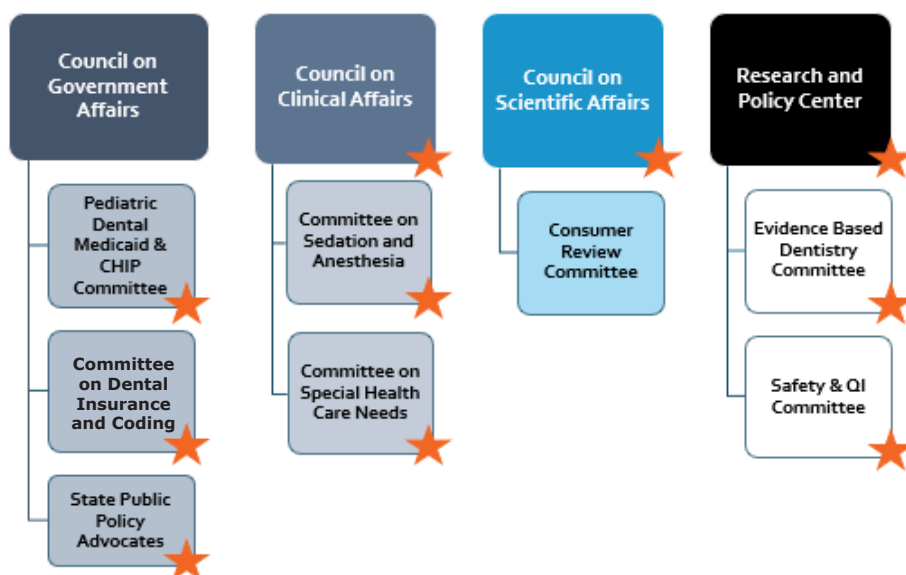 Council on
Government
Affairs
Pediatric
Dental
Medicaid &
CHIP
Committee
Committee
on Dental
Insurance
and Coding
State Public
Policy
Advocates
Council on
Clinical Affairs
Committee on
Sedation and
Anesthesia
Committee on
Special Health
Care Needs
Council on
Scientific Affairs
Consumer
Review
Committee
Research and
Policy Center
Evidence Based
Dentistry
Committee
Safety & QI
Committee